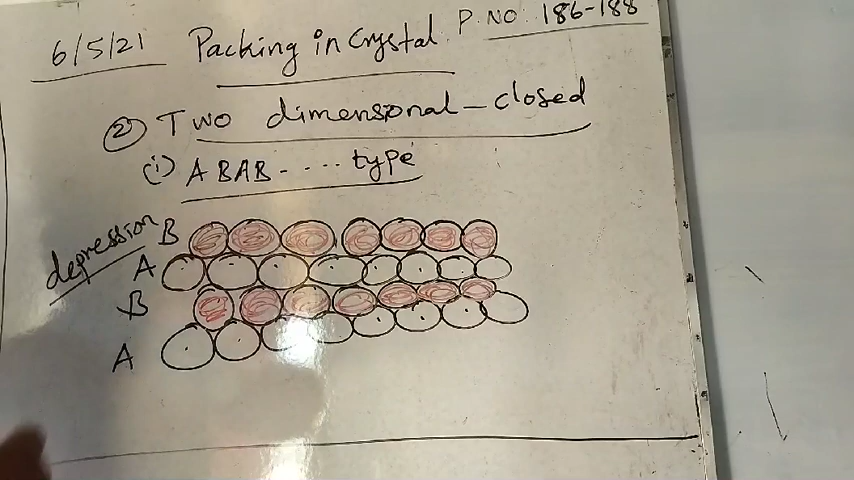 6/5/21 Packing in Crystal P. NO: 186-188
② Two dimensional - closed
(i) ABAB - .... type
depression
B
A
B
A